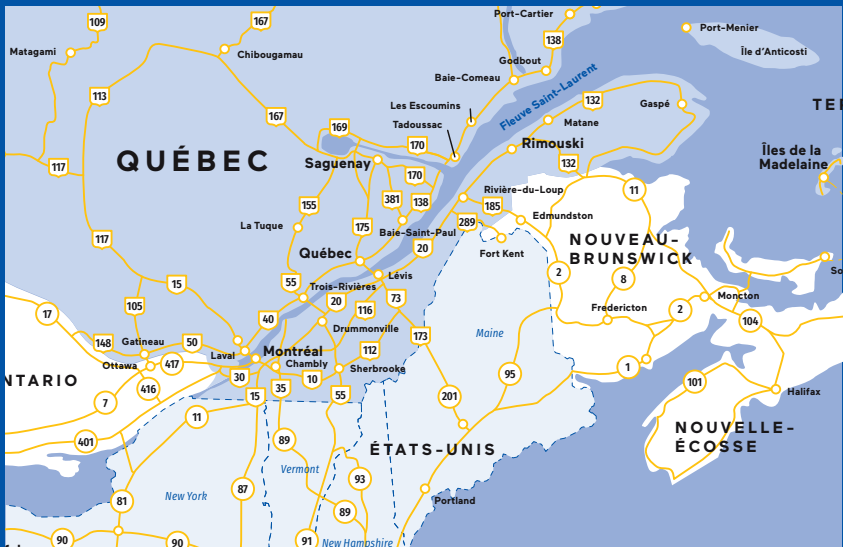 Port-Cartier
167
109
Port-Menier
138
Matagami
Chibougamau
Île d'Anticosti
Godbout
Baie-Comeau
113
132
Gaspé
Les Escoumins
Fleuve Saint-Laurent
167
Matane
Tadoussac
169
170
Rimouski
QUÉBEC
Saguenay
132
Îles de la
Madelaine
117
170
Rivière-du-Loup
11
155
381
138
185
289
Edmundston
La Tuque
175
Baie-Saint-Paul
117
20
NOUVEAU-
BRUNSWICK
Québec
Fort Kent
2
8
Lévis
15
55
Trois-Rivières
20
73
Moncton
105
116
Fredericton
2
17
40
104
Drummonville
173
Maine
148
Gatineau
50
Laval
Montréal
112
Ottawa
417
Chambly
Sherbrooke
1
30
10
95
101
416
35
Halifax
15
55
201
7
11
NOUVELLE-
ÉCOSSE
401
89
ÉTATS-UNIS
Vermont
93
87
New York
81
Portland
89
90
90
91
New Hampshire